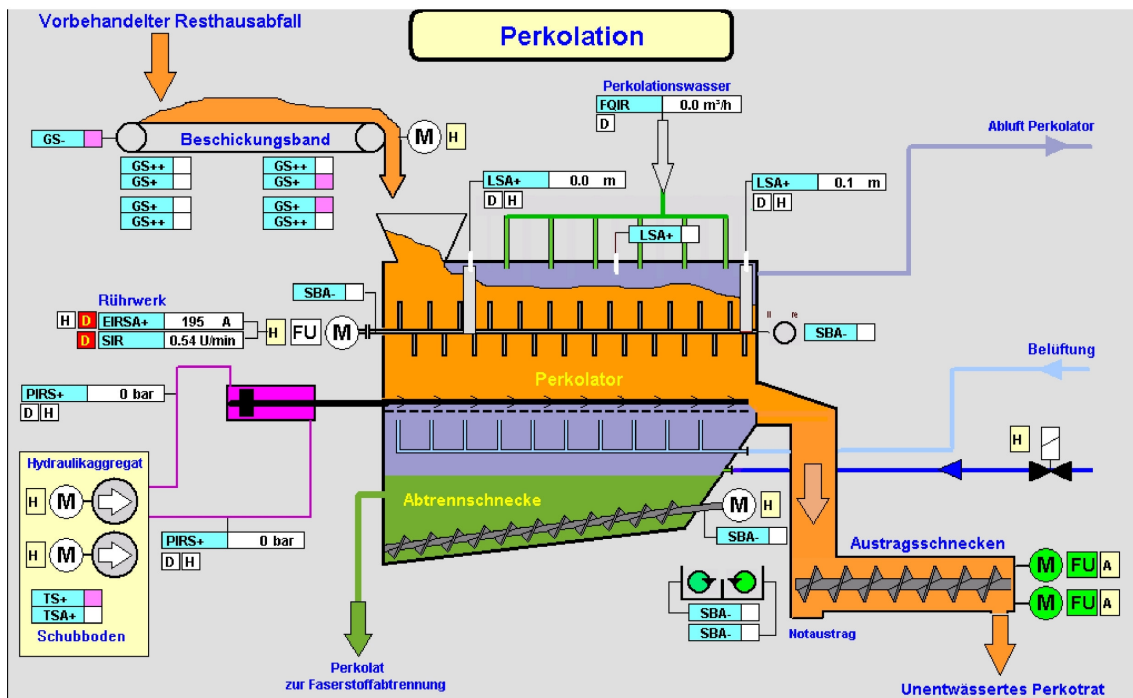 Vorbehandelter Resthausabfall
Perkolation
Perkolationswasser
FQIR 0.0 m³/h
D
Abluft Perkolator
GS-
Beschickungsband
M H
GS++ GS++
GS+ GS+
GS+ GS+
GS++ GS++
LSA+ 0.0 m
D H
LSA+ 0.1 m
D H
LSA+
SBA-
Rührwerk
H D EIRSA+ 195 A
D SIR 0.54 U/min
H FU M
SBA-
Belüftung
Perkolator
PIRS+ 0 bar
D H
H
Hydraulikaggregat
H M
H M
TS+
TSA+
Schubboden
PIRS+ 0 bar
D H
Abtrennschnecke
M H
SBA-
Austragsschnecken
M FU A
M FU A
SBA-
SBA-
Notaustrag
Perkolat
zur Faserstoffabtrennung
Unentwässertes Perkotrat